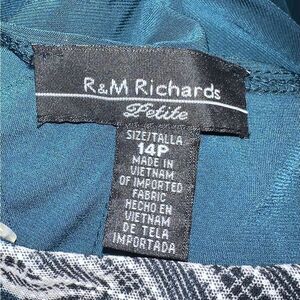 R&M Richards
Petite
SIZE/TALLA
14P
MADE IN
VIETNAM
OF IMPORTED
FABRIC
HECHO EN
VIETNAM
DE TELA
IMPORTADA